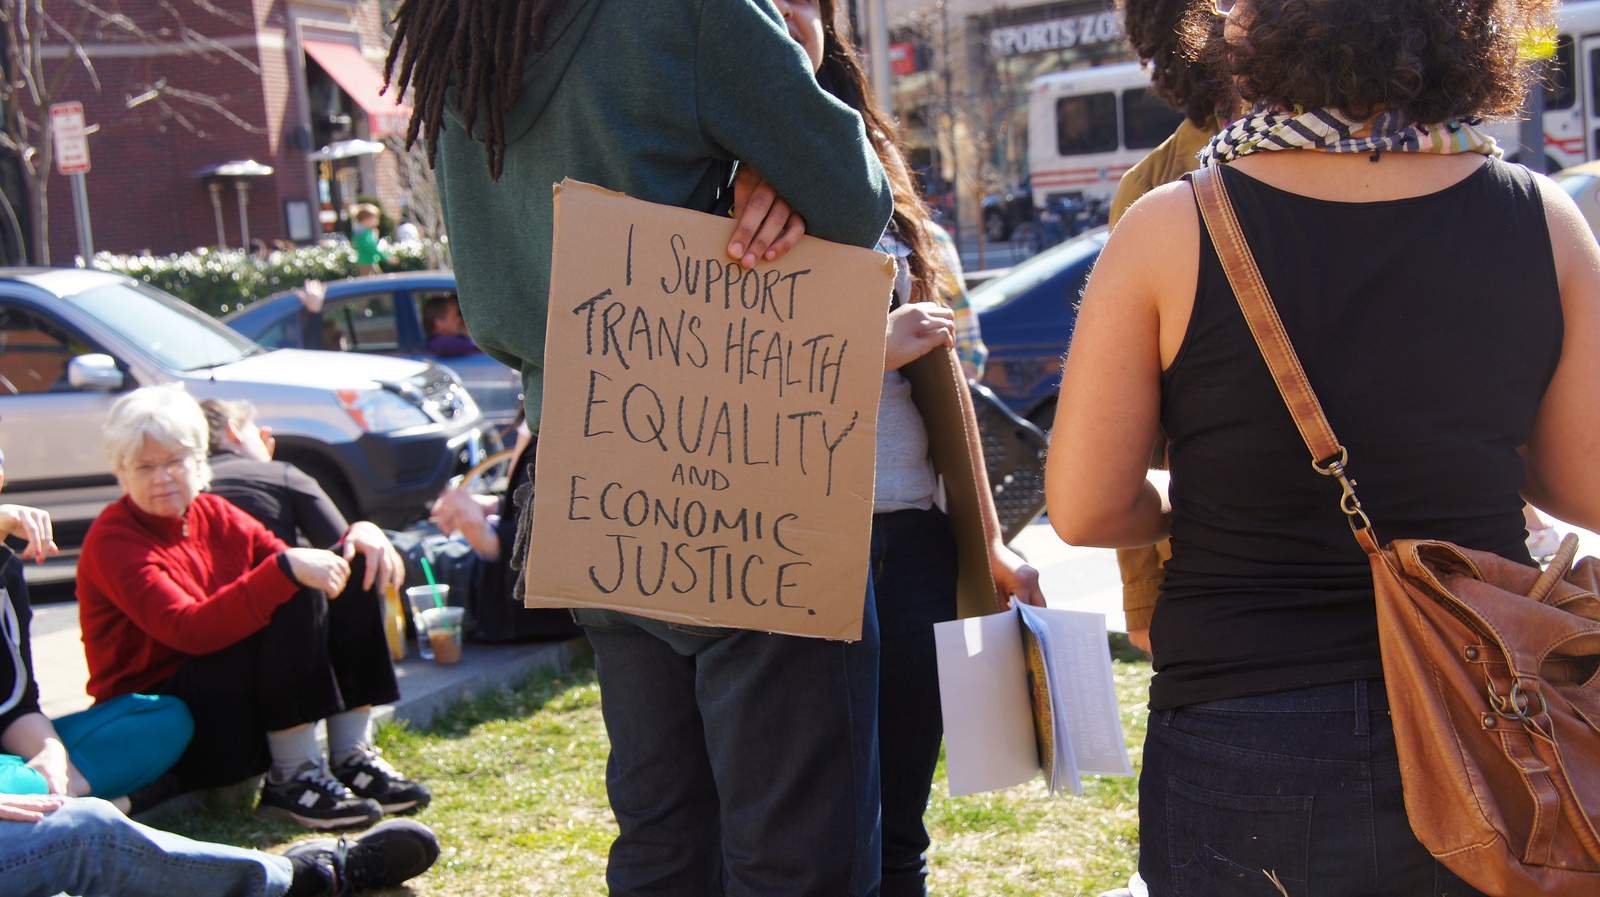 SPORTS ZO
I SUPPORT
TRANS HEALTH
EQUALITY
AND
ECONOMIC
JUSTICE.
N